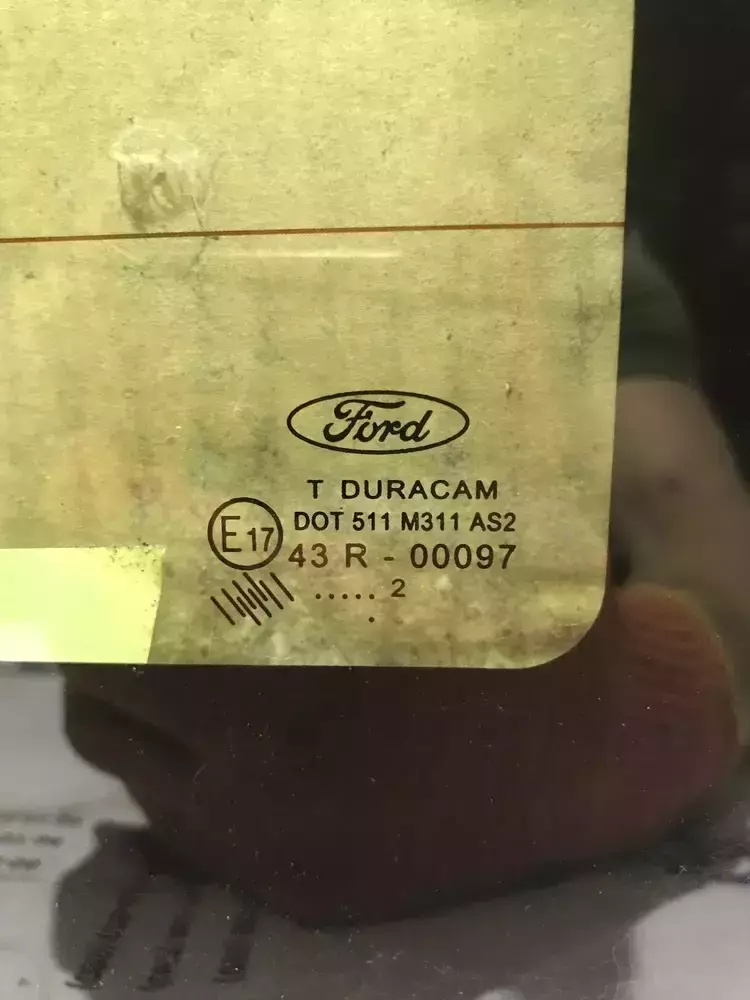 Ford
T DURACAM
DOT 511 M311 AS2
E17
43 R - 00097
..... 2
.